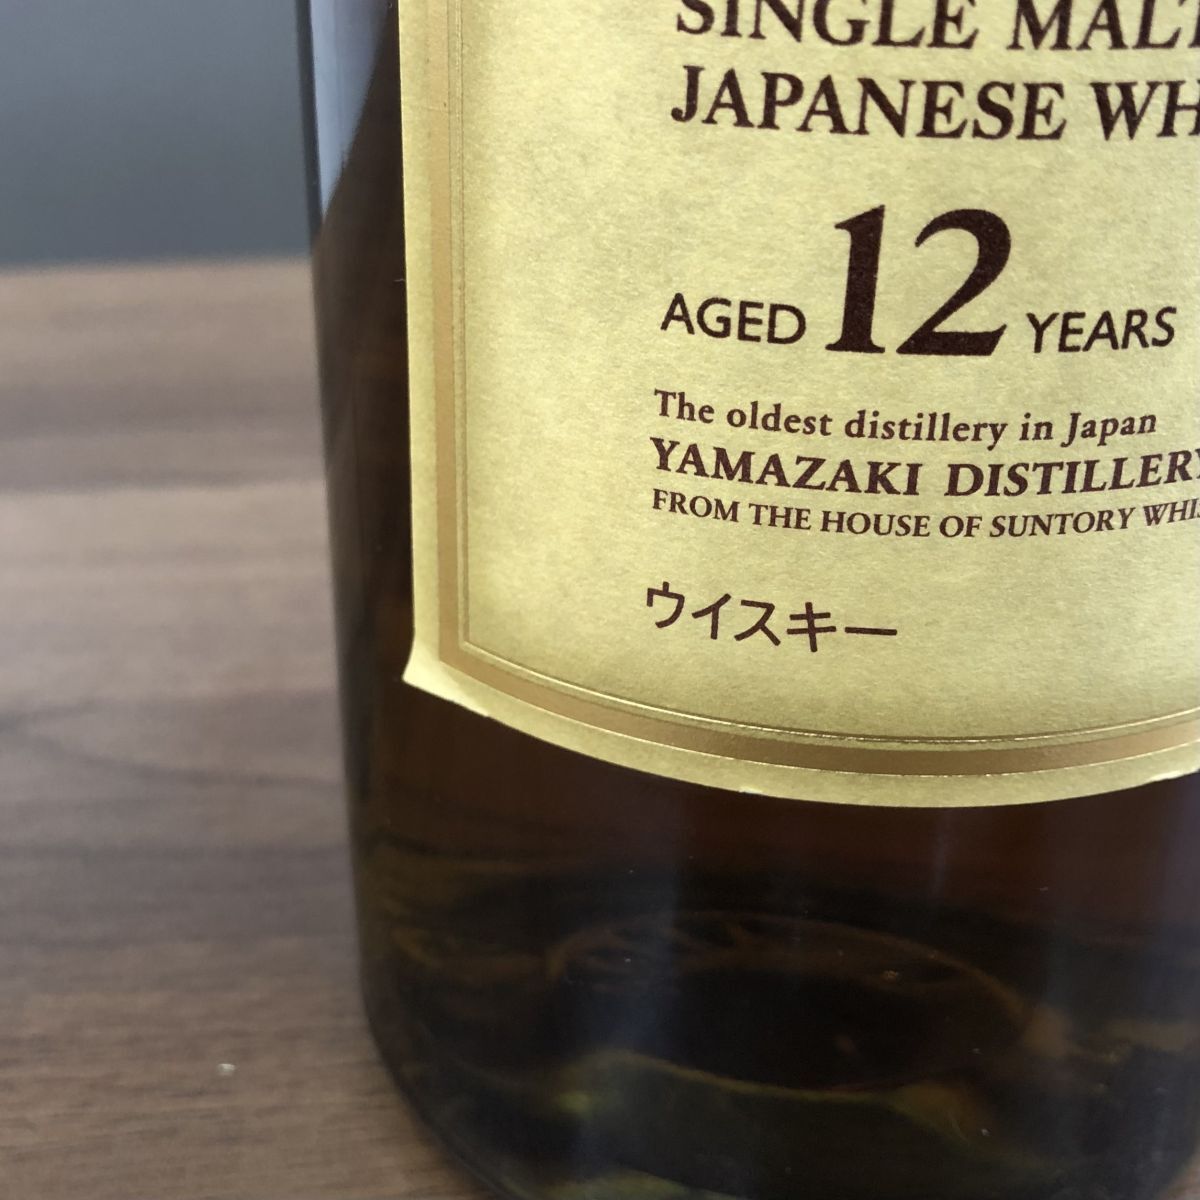 SINGLE MALT
JAPANESE WH
AGED 12 YEARS
The oldest distillery in Japan
YAMAZAKI DISTILLERY
FROM THE HOUSE OF SUNTORY WHIS
ウイスキー